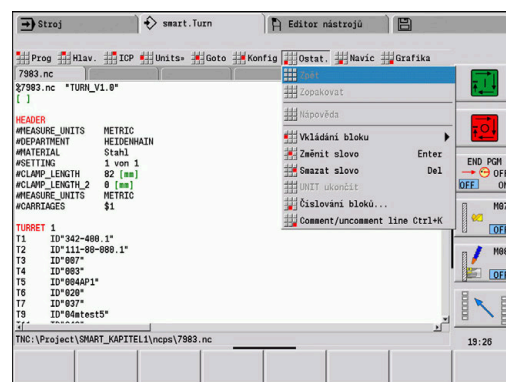 Stroj
smart.Turn
Editor nástrojů
Prog Hlav. ICP Units» Goto Konfig Ostat. Navíc Grafika
7983.nc
%7983.nc "TURN_V1.0"
[ ]
HEADER
#MEASURE_UNITS METRIC
#DEPARTMENT HEIDENHAIN
#MATERIAL Stahl
#SETTING 1 von 1
#CLAMP_LENGTH 82 [mm]
#CLAMP_LENGTH_2 0 [mm]
#MEASURE_UNITS METRIC
#CARRIAGES $1
TURRET 1
T1 ID"342-400.1"
T2 ID"111-80-080.1"
T3 ID"007"
T4 ID"003"
T5 ID"004AP1"
T6 ID"020"
T7 ID"037"
T9 ID"04mtest5"
Zpět
Zopakovat
Nápověda
Vkládání bloku
Změnit slovo Enter
Smazat slovo Del
UNIT ukončit
Číslování bloků...
Comment/uncomment line Ctrl+K
END PGM
OFF
OFF
M07
OFF
OFF
TNC:\Project\SMART_KAPITEL1\ncps\7983.nc
19:26